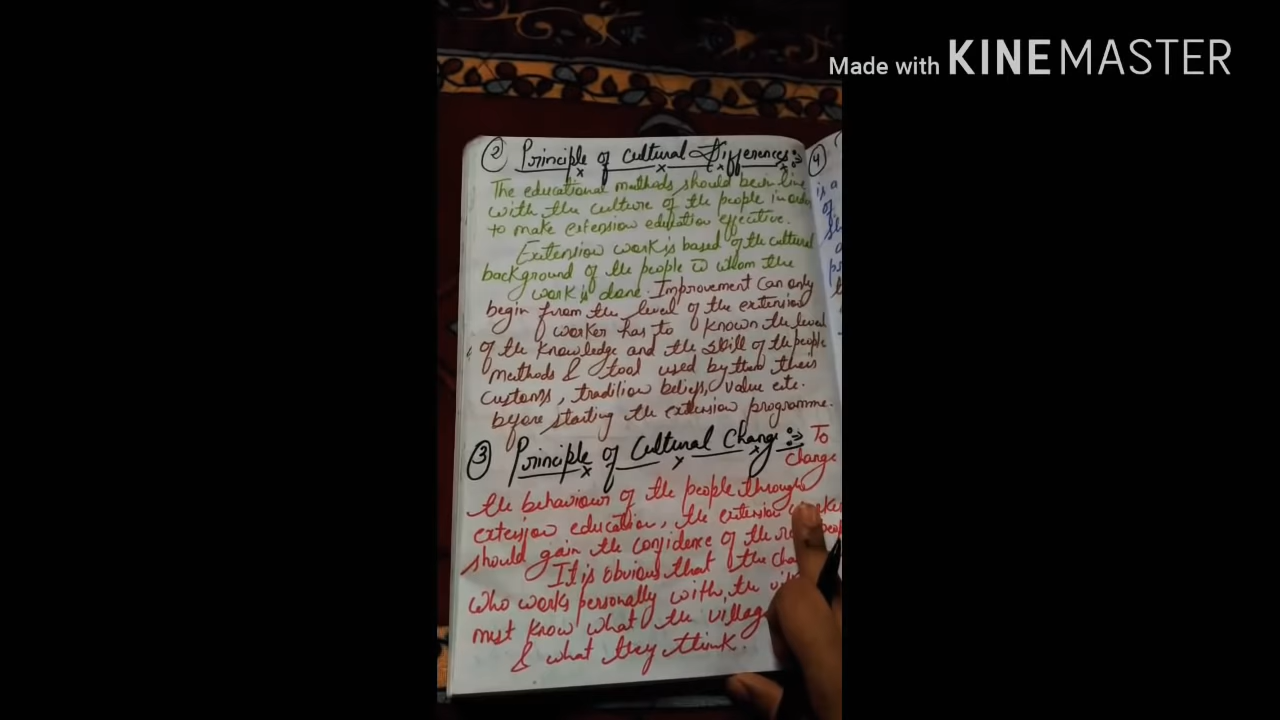 Made with KINEMASTER
② Principle of Cultural Differences :→
The educational methods should be in line
with the culture of the people in order
to make extension education effective.
Extension work is based of the cultural
background of the people whom the
work is done. Improvement can only
begin from the level of the extension
worker has to known the level
of the knowledge and the skill of the people
methods & tool used by them their
customs, tradition beliefs, value etc.
before starting the extension programme.
③ Principle of Cultural Change :→ To
change
the behaviour of the people through
extension education, the extension
should gain the confidence of the
It is obvious that the
who works personally with the
must know what the
& what they think.
④
is a
of